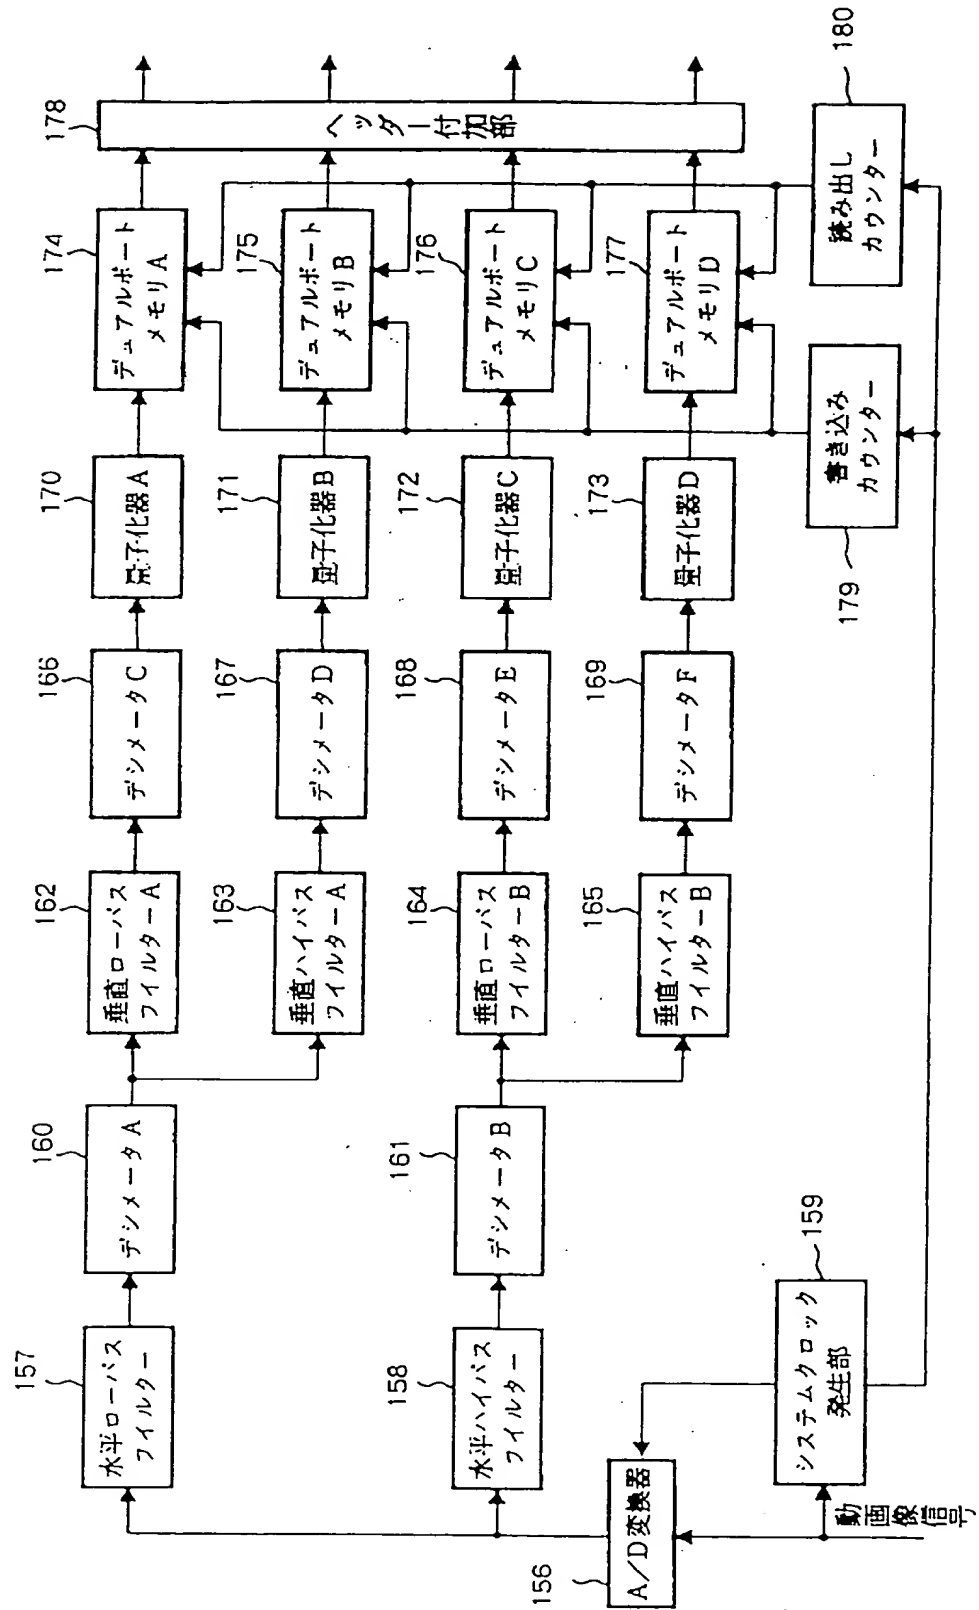 動画像信号
A/D変換器
156
システムクロック
発生部
159
水平ローパス
フィルター
157
水平ハイパス
フィルター
158
デシメータA
160
デシメータB
161
垂直ローパス
フィルターA
162
垂直ハイパス
フィルターA
163
垂直ローパス
フィルターB
164
垂直ハイパス
フィルターB
165
デシメータC
166
デシメータD
167
デシメータE
168
デシメータF
169
量子化器A
170
量子化器B
171
量子化器C
172
量子化器D
173
デュアルポート
メモリA
174
デュアルポート
メモリB
175
デュアルポート
メモリC
176
デュアルポート
メモリD
177
ヘッダー付加部
178
書き込み
カウンター
179
読み出し
カウンター
180